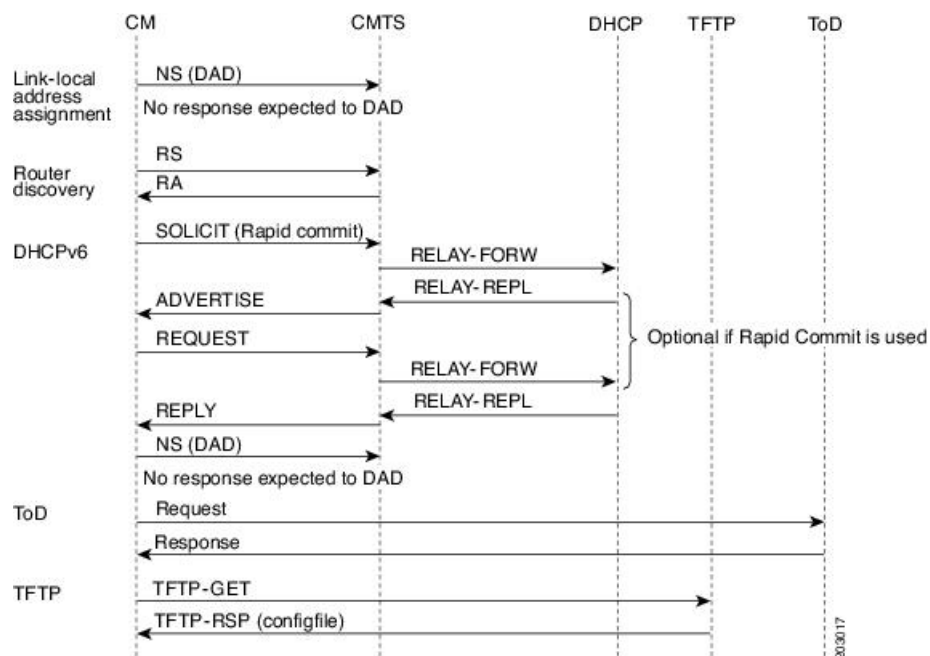 CM CMTS DHCP TFTP ToD
Link-local
address
assignment
NS (DAD)
No response expected to DAD
Router
discovery
RS
RA
DHCPv6
SOLICIT (Rapid commit)
RELAY-FORW
RELAY-REPL
ADVERTISE
REQUEST
Optional if Rapid Commit is used
RELAY-FORW
RELAY-REPL
REPLY
NS (DAD)
No response expected to DAD
ToD
Request
Response
TFTP
TFTP-GET
TFTP-RSP (configfile)
203017